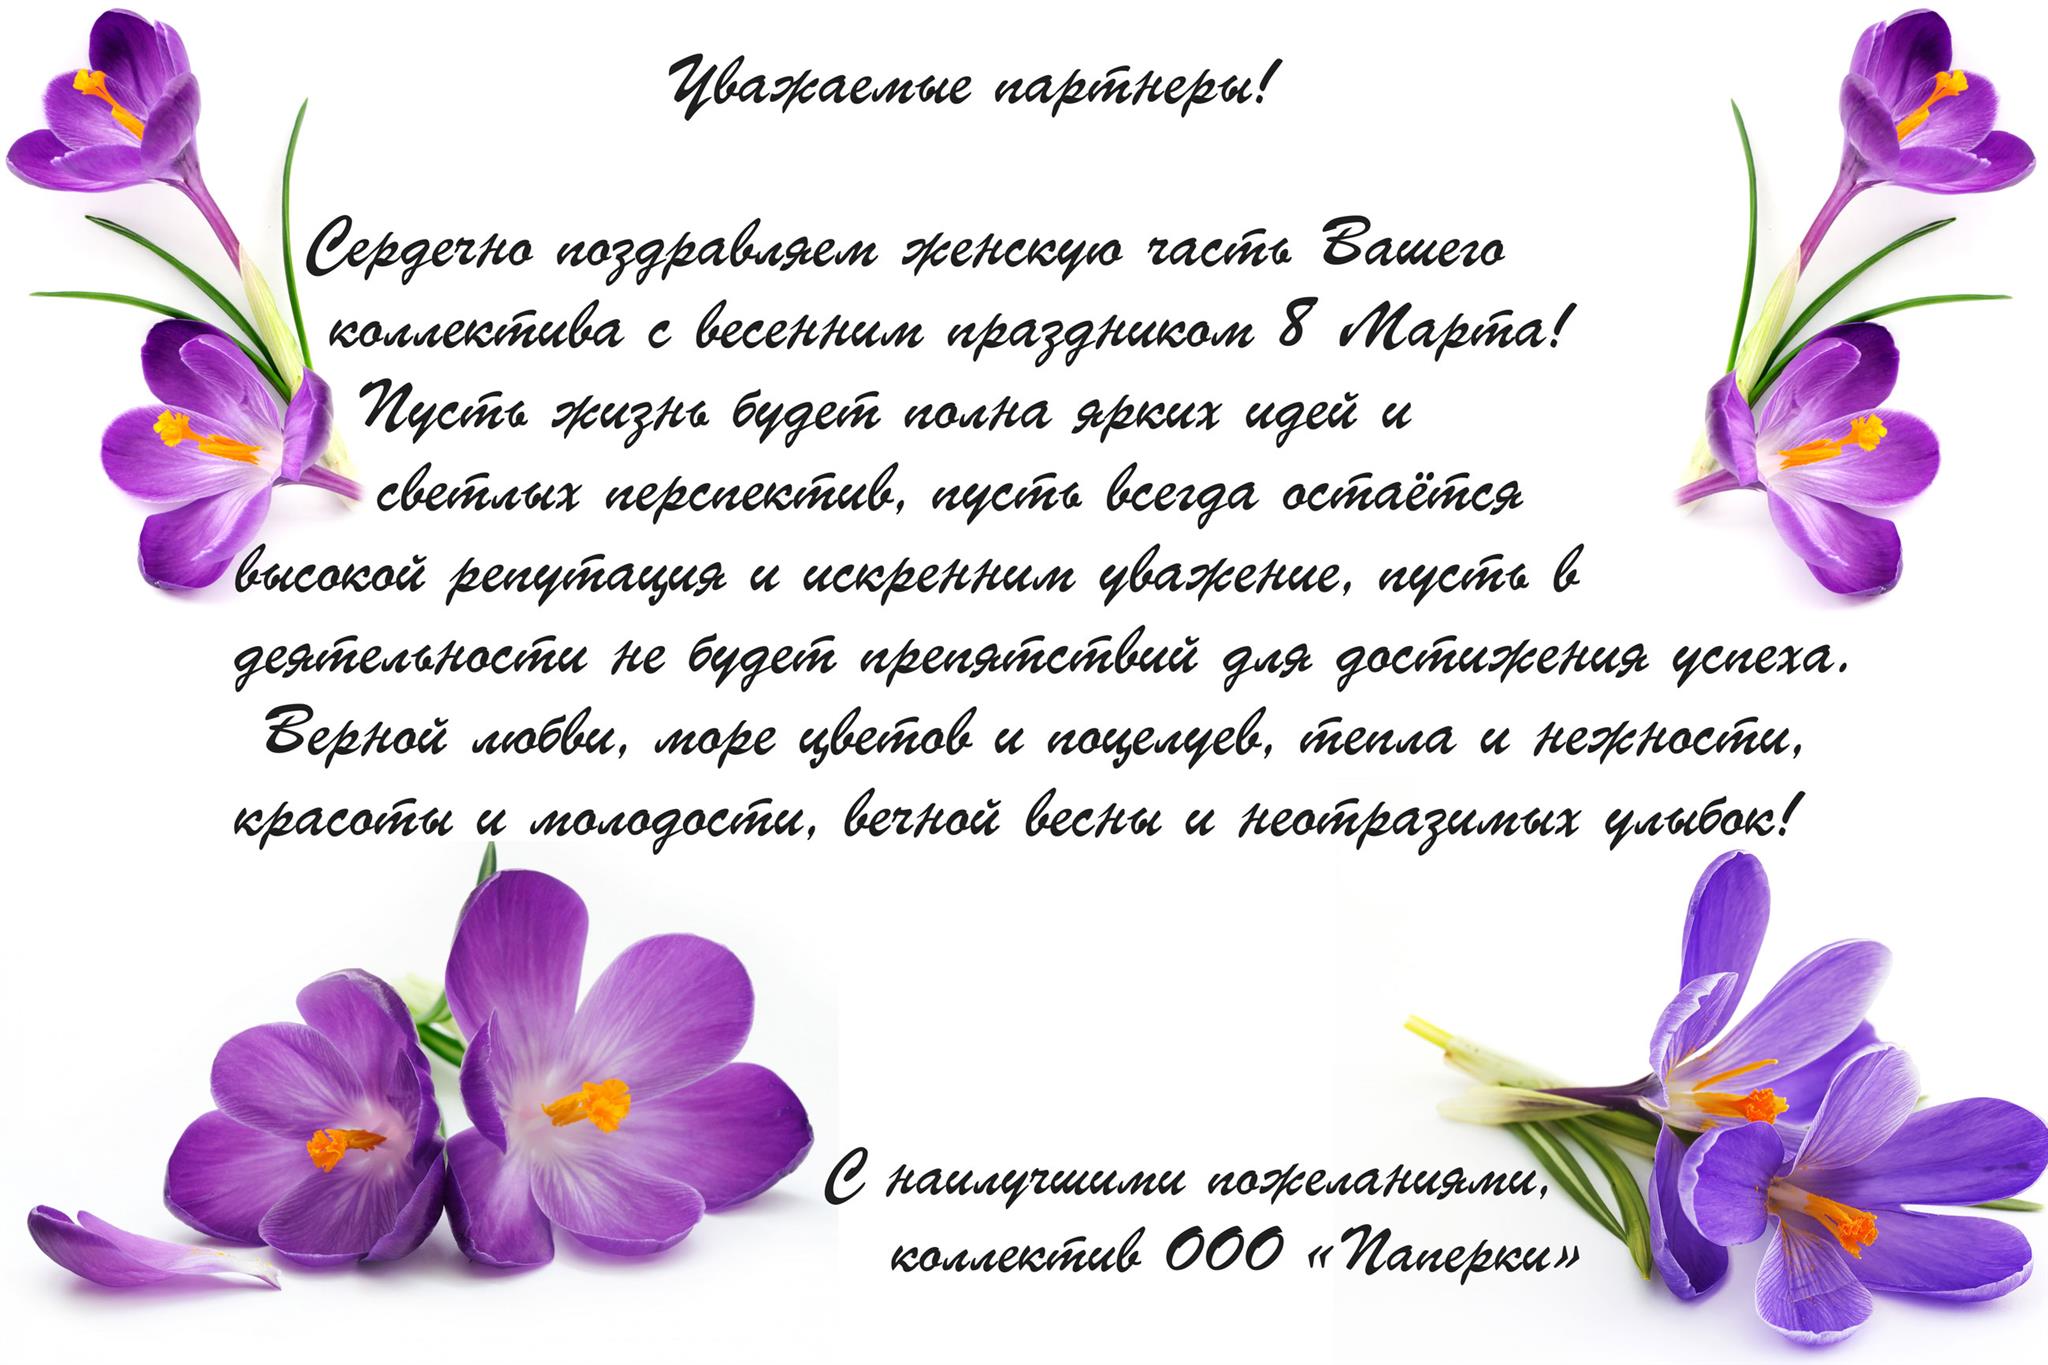 Уважаемые партнеры!
Сердечно поздравляем женскую часть Вашего
коллектива с весенним праздником 8 Марта!
Пусть жизнь будет полна ярких идей и
светлых перспектив, пусть всегда остаётся
высокой репутация и искренним уважение, пусть в
деятельности не будет препятствий для достижения успеха.
Верной любви, море цветов и поцелуев, тепла и нежности,
красоты и молодости, вечной весны и неотразимых улыбок!
С наилучшими пожеланиями,
коллектив ООО «Паперки»